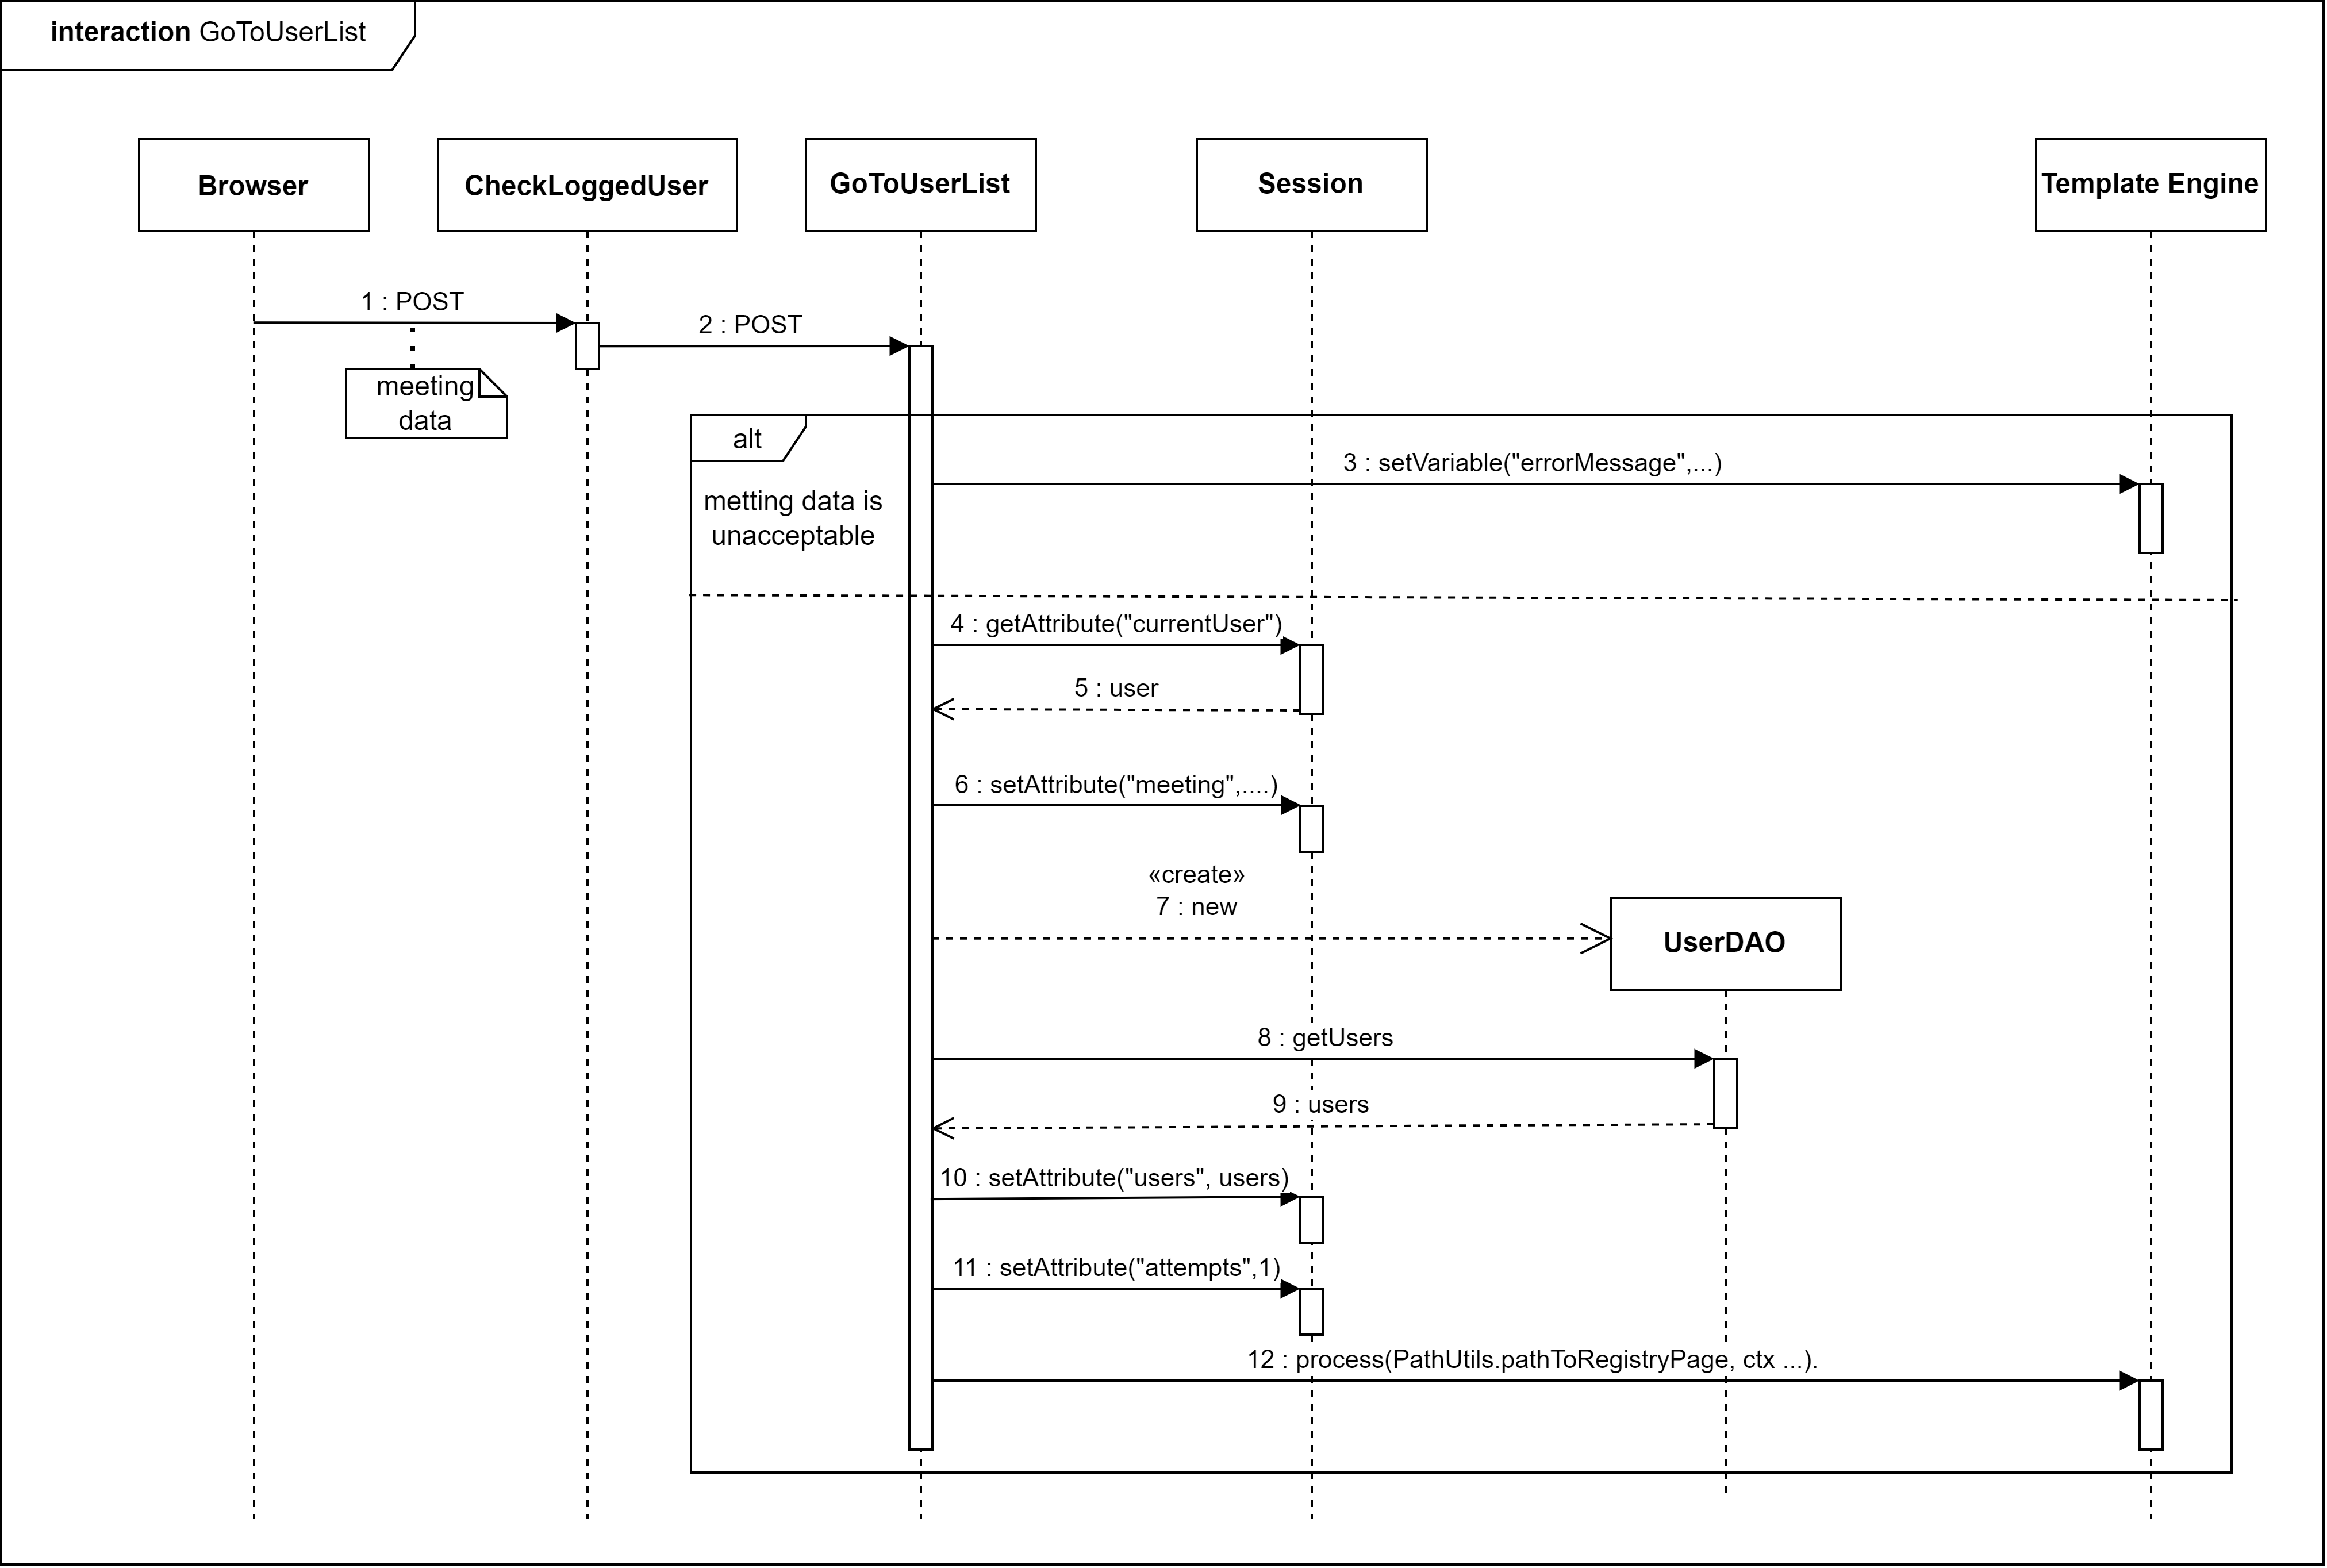 interaction GoToUserList
Browser
CheckLoggedUser
GoToUserList
Session
Template Engine
1 : POST
2 : POST
meeting
data
alt
3 : setVariable("errorMessage",...)
metting data is
unacceptable
4 : getAttribute("currentUser")
5 : user
6 : setAttribute("meeting",....)
«create»
7 : new
UserDAO
8 : getUsers
9 : users
10 : setAttribute("users", users)
11 : setAttribute("attempts",1)
12 : process(PathUtils.pathToRegistryPage, ctx ...).